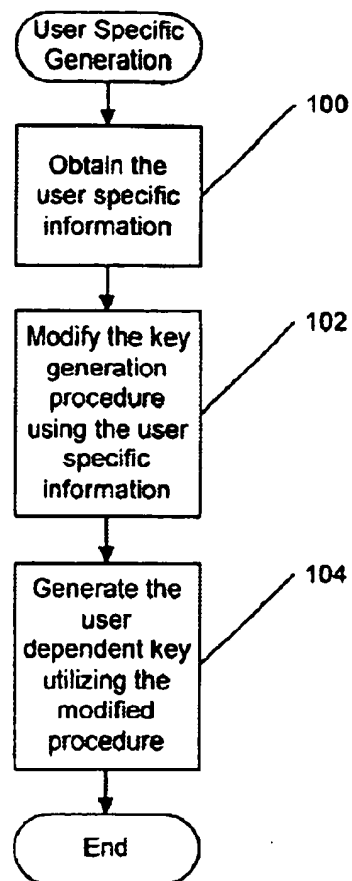 User Specific
Generation
100
Obtain the
user specific
information
102
Modify the key
generation
procedure
using the user
specific
information
104
Generate the
user
dependent key
utilizing the
modified
procedure
End